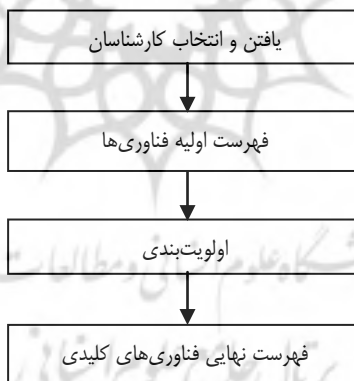 یافتن و انتخاب کارشناسان
فهرست اولیه فناوری‌ها
اولویت‌بندی
فهرست نهایی فناوری‌های کلیدی